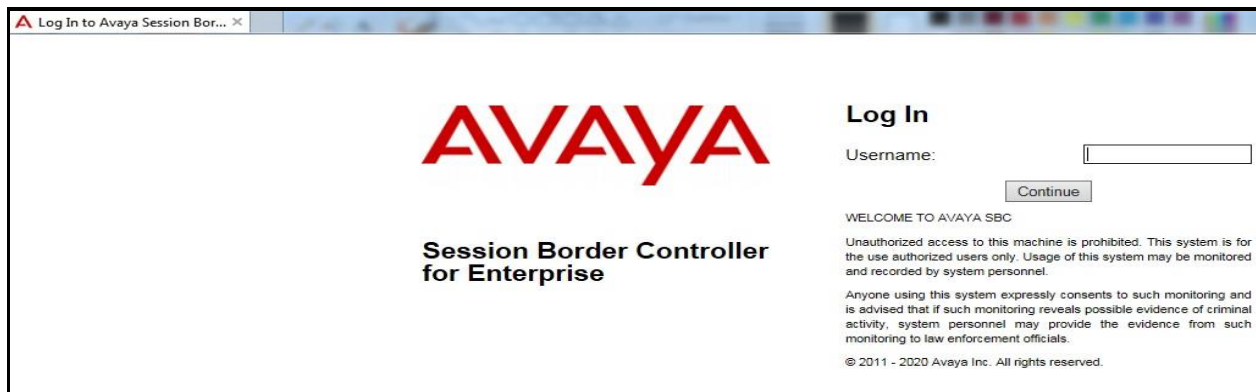 Log In to Avaya Session Bor...
AVAYA
Session Border Controller
for Enterprise
Log In
Username:
Continue
WELCOME TO AVAYA SBC
Unauthorized access to this machine is prohibited. This system is for
the use authorized users only. Usage of this system may be monitored
and recorded by system personnel.
Anyone using this system expressly consents to such monitoring and
is advised that if such monitoring reveals possible evidence of criminal
activity, system personnel may provide the evidence from such
monitoring to law enforcement officials.
© 2011 - 2020 Avaya Inc. All rights reserved.